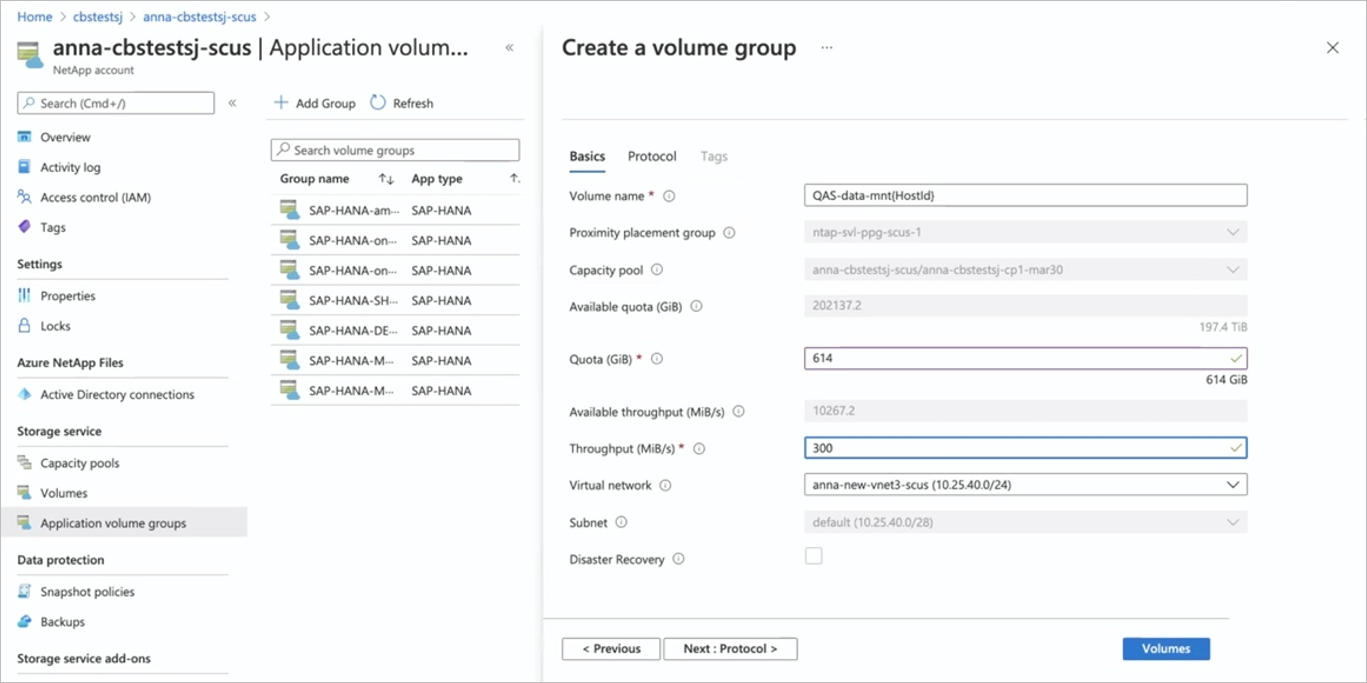 Home > cbstestsj > anna-cbstestsj-scus >
anna-cbstestsj-scus | Application volum...
NetApp account
Search (Cmd+/)
Overview
Activity log
Access control (IAM)
Tags
Settings
Properties
Locks
Azure NetApp Files
Active Directory connections
Storage service
Capacity pools
Volumes
Application volume groups
Data protection
Snapshot policies
Backups
Storage service add-ons
Add Group Refresh
Search volume groups
Group name App type
SAP-HANA-am... SAP-HANA
SAP-HANA-on... SAP-HANA
SAP-HANA-on... SAP-HANA
SAP-HANA-SH... SAP-HANA
SAP-HANA-DE... SAP-HANA
SAP-HANA-M... SAP-HANA
SAP-HANA-M... SAP-HANA
Create a volume group ...
Basics Protocol Tags
Volume name * QAS-data-mnt{HostId}
Proximity placement group ntap-svl-ppg-scus-1
Capacity pool anna-cbstestsj-scus/anna-cbstestsj-cp1-mar30
Available quota (GiB) 202137.2
197.4 TiB
Quota (GiB) * 614
614 GiB
Available throughput (MiB/s) 10267.2
Throughput (MiB/s) * 300
Virtual network anna-new-vnet3-scus (10.25.40.0/24)
Subnet default (10.25.40.0/28)
Disaster Recovery
< Previous Next : Protocol > Volumes